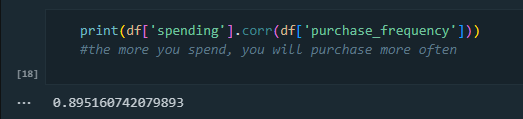 print(df['spending'].corr(df['purchase_frequency']))
#the more you spend, you will purchase more often
[18]
... 0.895160742079893